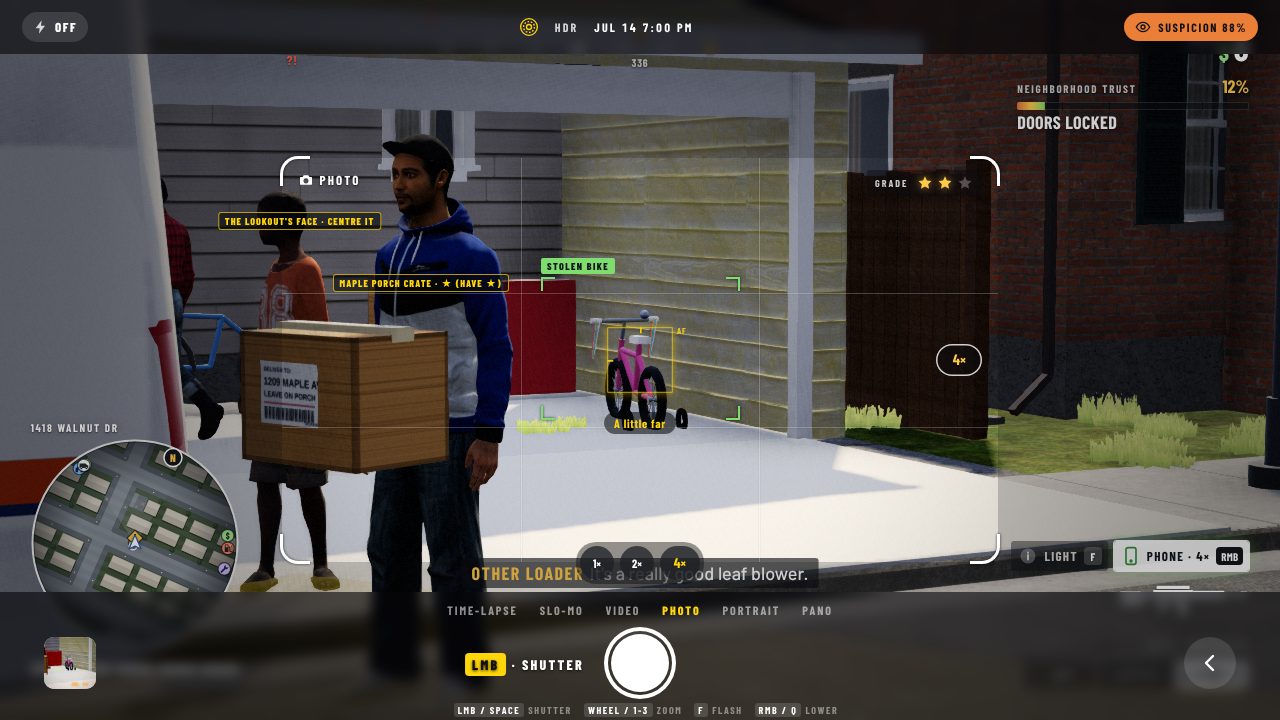 OFF
HDR JUL 14 7:00 PM
SUSPICION 88%
?!
336
NEIGHBORHOOD TRUST 12%
DOORS LOCKED
PHOTO
GRADE
THE LOOKOUT'S FACE · CENTRE IT
STOLEN BIKE
MAPLE PORCH CRATE · ★ (HAVE ★)
AF
4×
DELIVER TO:
1209 MAPLE A
LEAVE ON PORCH
A little far
1418 WALNUT DR
N
$
LIGHT F
PHONE · 4× RMB
1× 2× 4×
OTHER LOADER It's a really good leaf blower.
TIME-LAPSE SLO-MO VIDEO PHOTO PORTRAIT PANO
LMB · SHUTTER
LMB / SPACE SHUTTER WHEEL / 1-3 ZOOM F FLASH RMB / Q LOWER